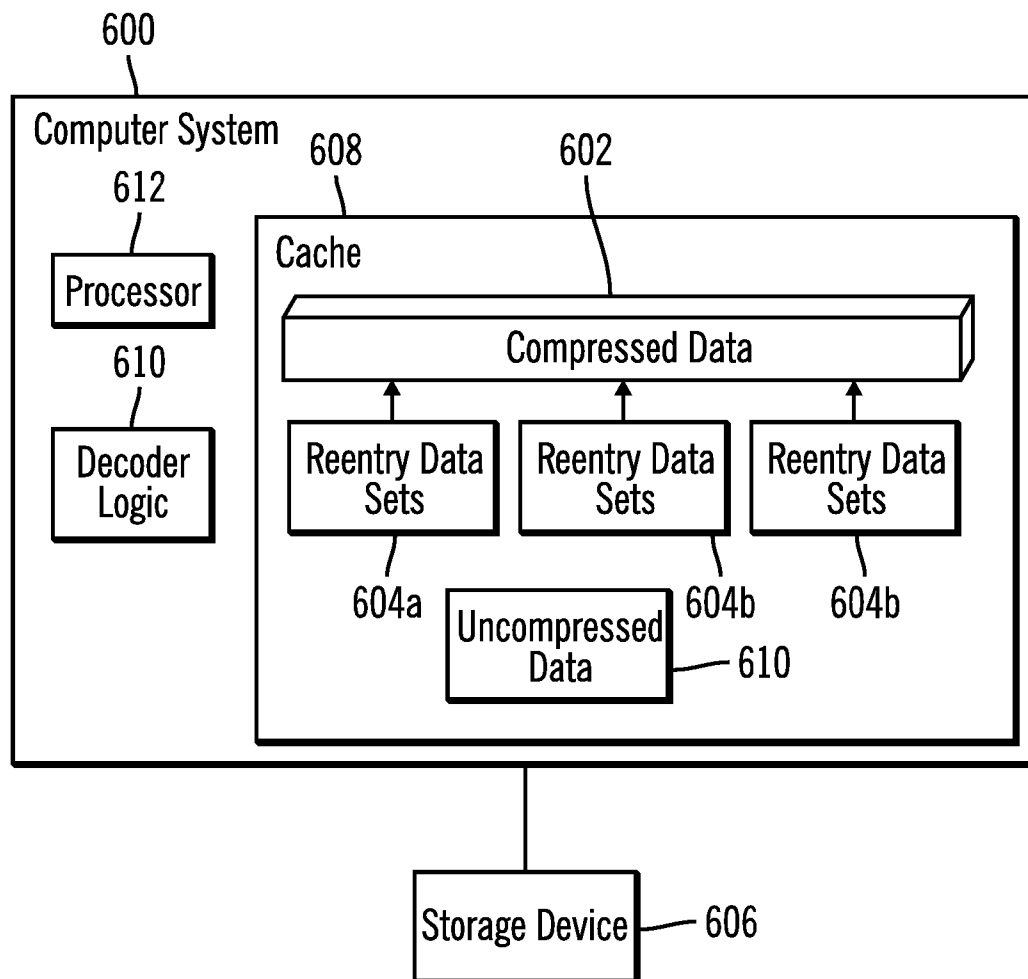 600
Computer System
608
602
612
Cache
Processor
Compressed Data
610
Decoder
Logic
Reentry Data
Sets
Reentry Data
Sets
Reentry Data
Sets
604a
604b
604b
Uncompressed
Data
610
Storage Device
606